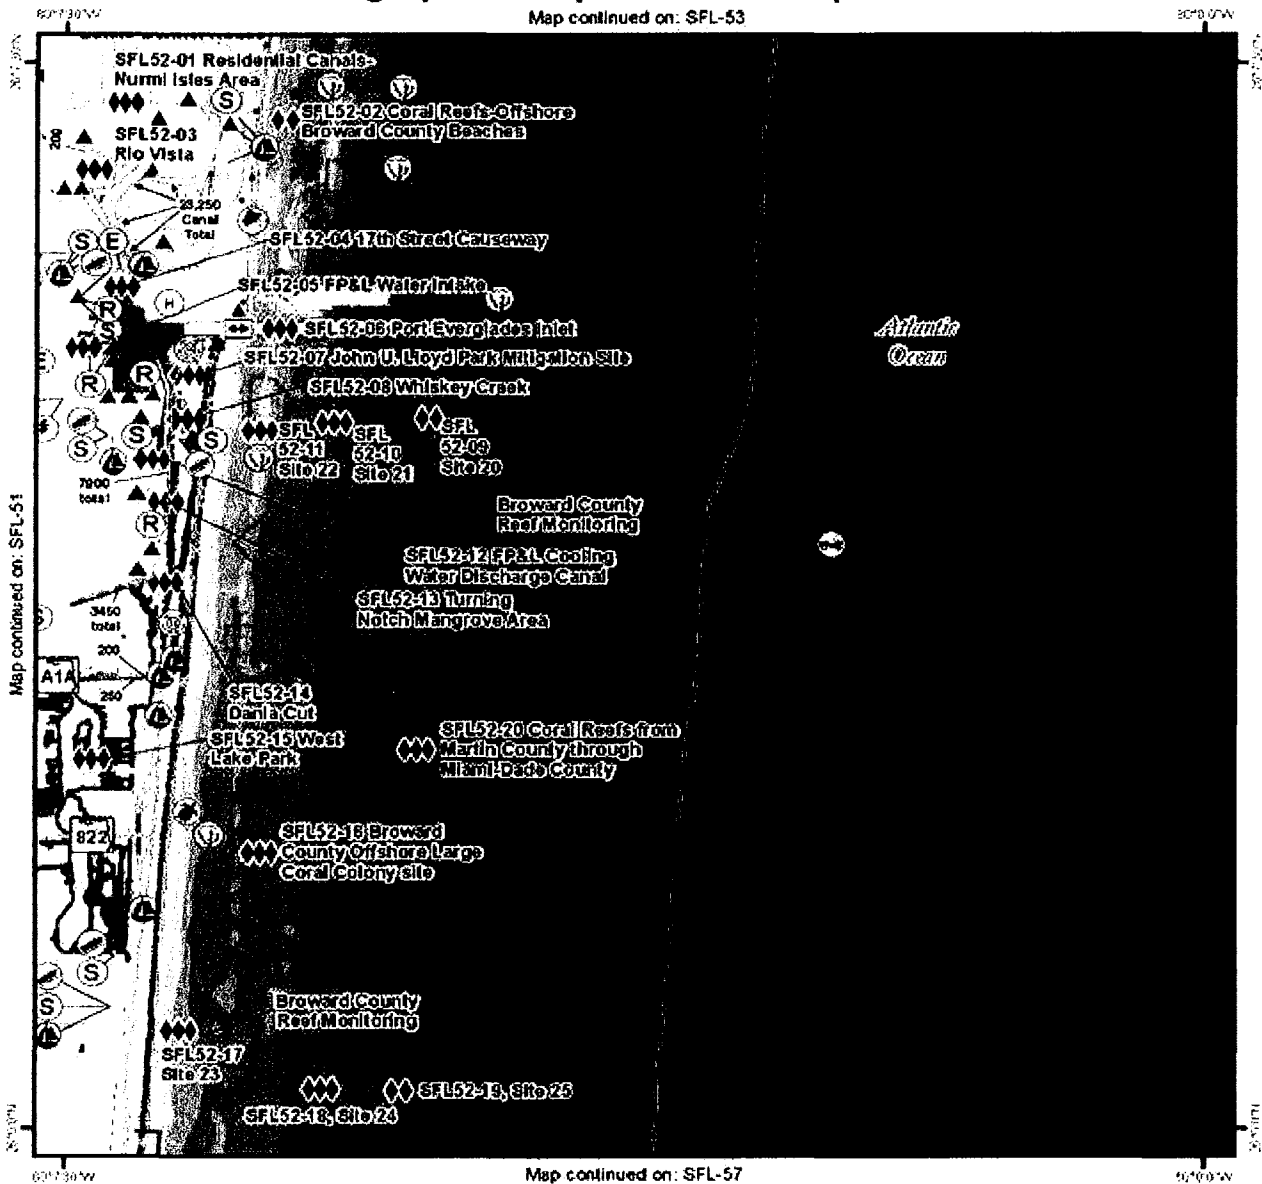 Map continued on: SFL-53
SFL52-01 Residential Canals-
Nurmi Isles Area
S
SFL52-02 Coral Reefs-Offshore
Broward County Beaches
200
SFL52-03
Rio Vista
23,250
Canal
Total
S E
SFL52-04 17th Street Causeway
SFL52-05 FP&L Water Intake
R
H
S
SFL52-06 Port Everglades Inlet
Atlantic
Ocean
SFL52-07 John U. Lloyd Park Mitigation Site
R
R
SFL52-08 Whiskey Creek
S
S
S
SFL
52-11
Site 22
SFL
52-10
Site 21
SFL
52-09
Site 20
7900
total
R
Broward County
Reef Monitoring
SFL52-12 FP&L Cooling
Water Discharge Canal
SFL52-13 Turning
Notch Mangrove Area
Map continued on: SFL-51
3450
total
S
200
A1A
250
SFL52-14
Dania Cut
SFL52-15 West
Lake Park
SFL52-20 Coral Reefs from
Martin County through
Miami-Dade County
822
SFL52-16 Broward
County Offshore Large
Coral Colony site
S
S
Broward County
Reef Monitoring
SFL52-17
Site 23
SFL52-18, Site 24
SFL52-19, Site 25
Map continued on: SFL-57